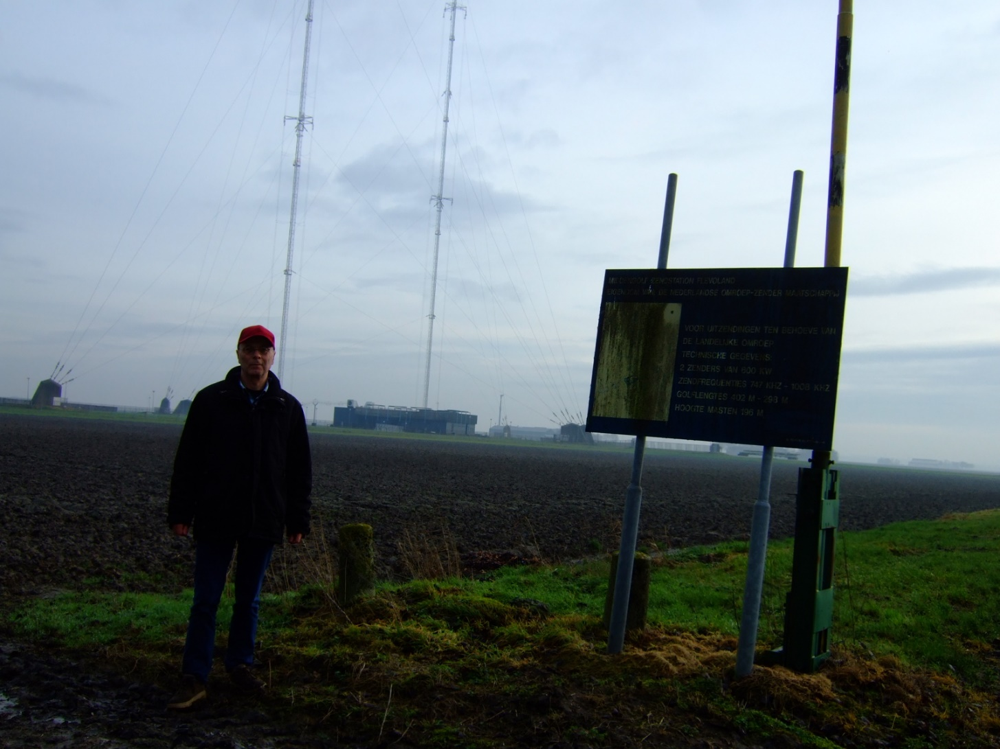 MIDDENGOLF ZENDSTATION FLEVOLAND
EIGENDOM VAN DE NEDERLANDSE OMROEP-ZENDER MAATSCHAPPIJ
VOOR UITZENDINGEN TEN BEHOEVE VAN
DE LANDELIJKE OMROEP
TECHNISCHE GEGEVENS
2 ZENDERS VAN 600 KW
ZENDFREQUENTIES 747 KHZ - 1008 KHZ
GOLFLENGTES 402 M - 298 M
HOOGTE MASTEN 196 M